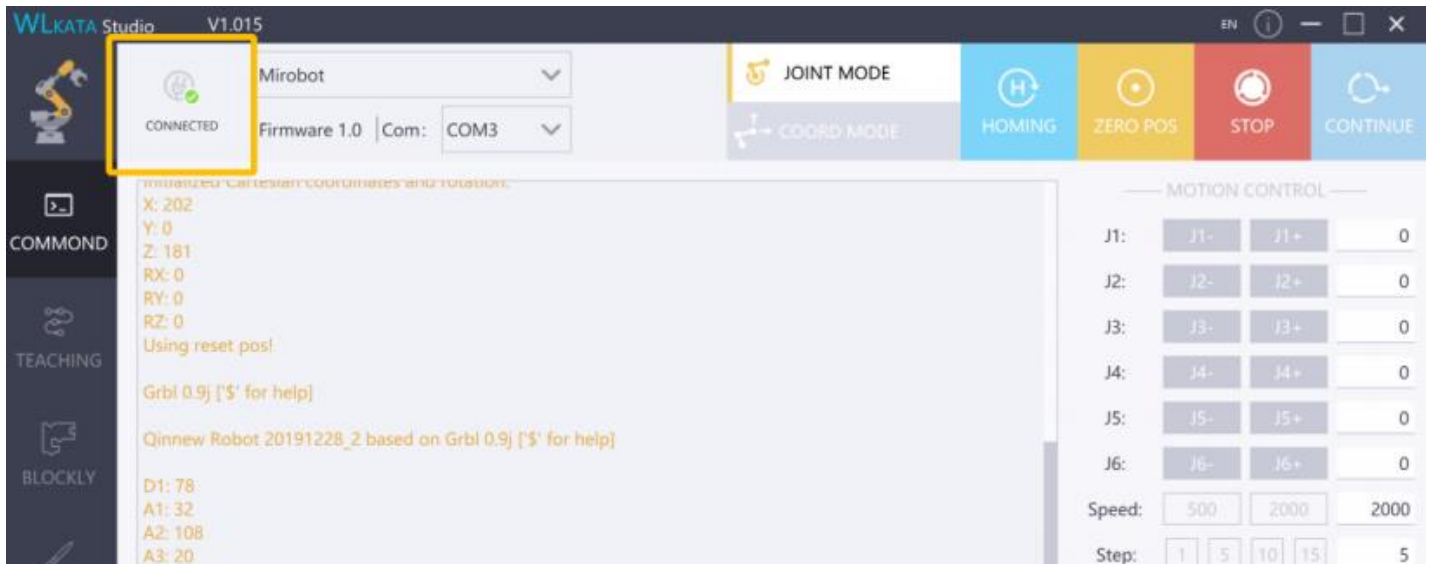 WLKATA Studio V1.015
EN
CONNECTED
Mirobot
Firmware 1.0 Com: COM3
JOINT MODE
COORD MODE
HOMING
ZERO POS
STOP
CONTINUE
COMMOND
TEACHING
BLOCKLY
Initialized Cartesian coordinates and rotation.
X: 202
Y: 0
Z: 181
RX: 0
RY: 0
RZ: 0
Using reset pos!
Grbl 0.9j ['$' for help]
Qinnew Robot 20191228_2 based on Grbl 0.9j ['$' for help]
D1: 78
A1: 32
A2: 108
A3: 20
MOTION CONTROL
J1: J1- J1+ 0
J2: J2- J2+ 0
J3: J3- J3+ 0
J4: J4- J4+ 0
J5: J5- J5+ 0
J6: J6- J6+ 0
Speed: 500 2000 2000
Step: 1 5 10 15 5